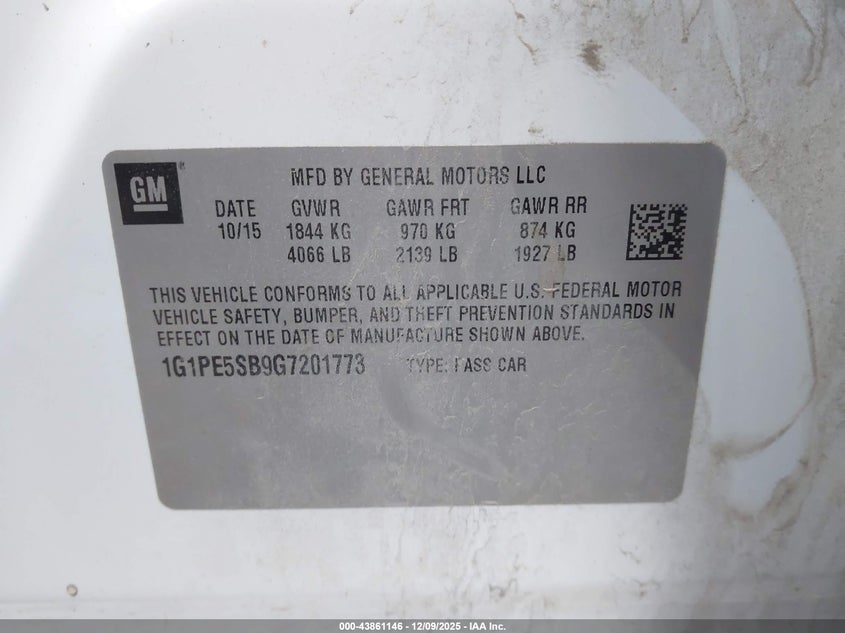 GM®
MFD BY GENERAL MOTORS LLC
DATE GVWR GAWR FRT GAWR RR
10/15 1844 KG 970 KG 874 KG
4066 LB 2139 LB 1927 LB
THIS VEHICLE CONFORMS TO ALL APPLICABLE U.S. FEDERAL MOTOR
VEHICLE SAFETY, BUMPER, AND THEFT PREVENTION STANDARDS IN
EFFECT ON THE DATE OF MANUFACTURE SHOWN ABOVE.
1G1PE5SB9G7201773 TYPE: PASS CAR
000-43861146 - 12/09/2025 - IAA Inc.